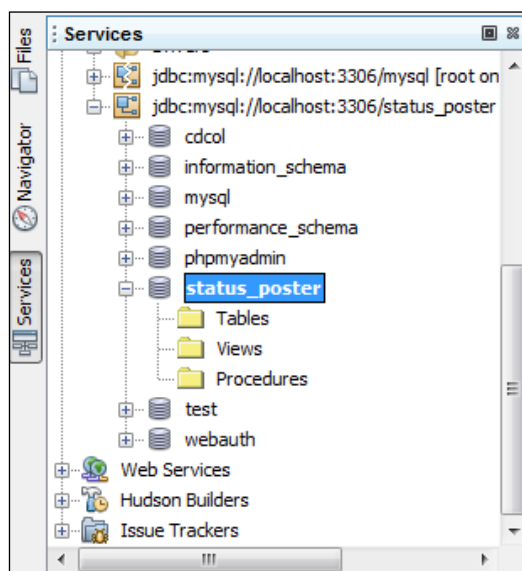 Files
Navigator
Services
Services
Drivers
jdbc:mysql://localhost:3306/mysql [root on
jdbc:mysql://localhost:3306/status_poster
cdcol
information_schema
mysql
performance_schema
phpmyadmin
status_poster
Tables
Views
Procedures
test
webauth
Web Services
Hudson Builders
Issue Trackers